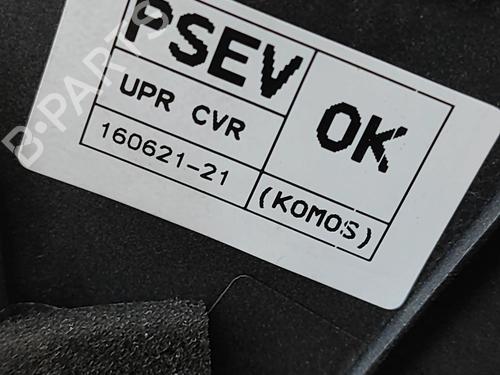 PSEV
OK
UPR CVR
160621-21
(KOMOS)
B-PARTS